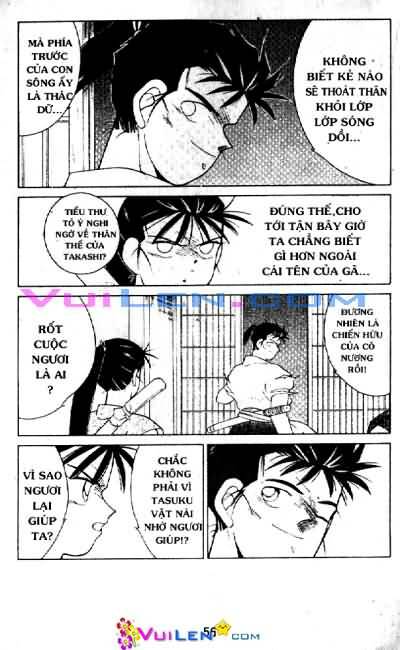 KHÔNG
BIẾT KẺ NÀO
SẼ THOÁT THÂN
KHỎI LỚP
LỚP SÓNG
DỒI...
MÀ PHÍA
TRƯỚC
CỦA CON
SÔNG ẤY
LÀ THÁC
DỮ...
ĐÚNG THẾ,CHO
TỚI TẬN BÂY GIỜ
TA CHẲNG BIẾT
GÌ HƠN NGOÀI
CÁI TÊN CỦA GÃ...
TIỂU THƯ
TỎ Ý NGHI
NGỜ VỀ THÂN
THẾ CỦA
TAKASHI?
VUILEN.COM
ĐƯƠNG
NHIÊN LÀ
CHIẾN HỮU
CỦA CÔ
NƯƠNG
RỒI!
RỐT
CUỘC
NGƯƠI
LÀ AI
?
CHẮC
KHÔNG
PHẢI VÌ
TASUKU
VẬT NÀI
NHỜ NGƯƠI
GIÚP!?
VÌ SAO
NGƯƠI
LẠI
GIÚP
TA?
VUILEN.COM